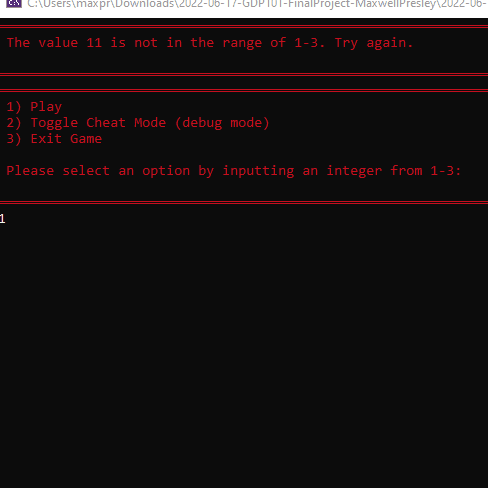 C:\Users\maxpr\Downloads\2022-06-17-GDP101-FinalProject-MaxwellPresley\2022-06-
The value 11 is not in the range of 1-3. Try again.
1) Play
2) Toggle Cheat Mode (debug mode)
3) Exit Game
Please select an option by inputting an integer from 1-3:
1